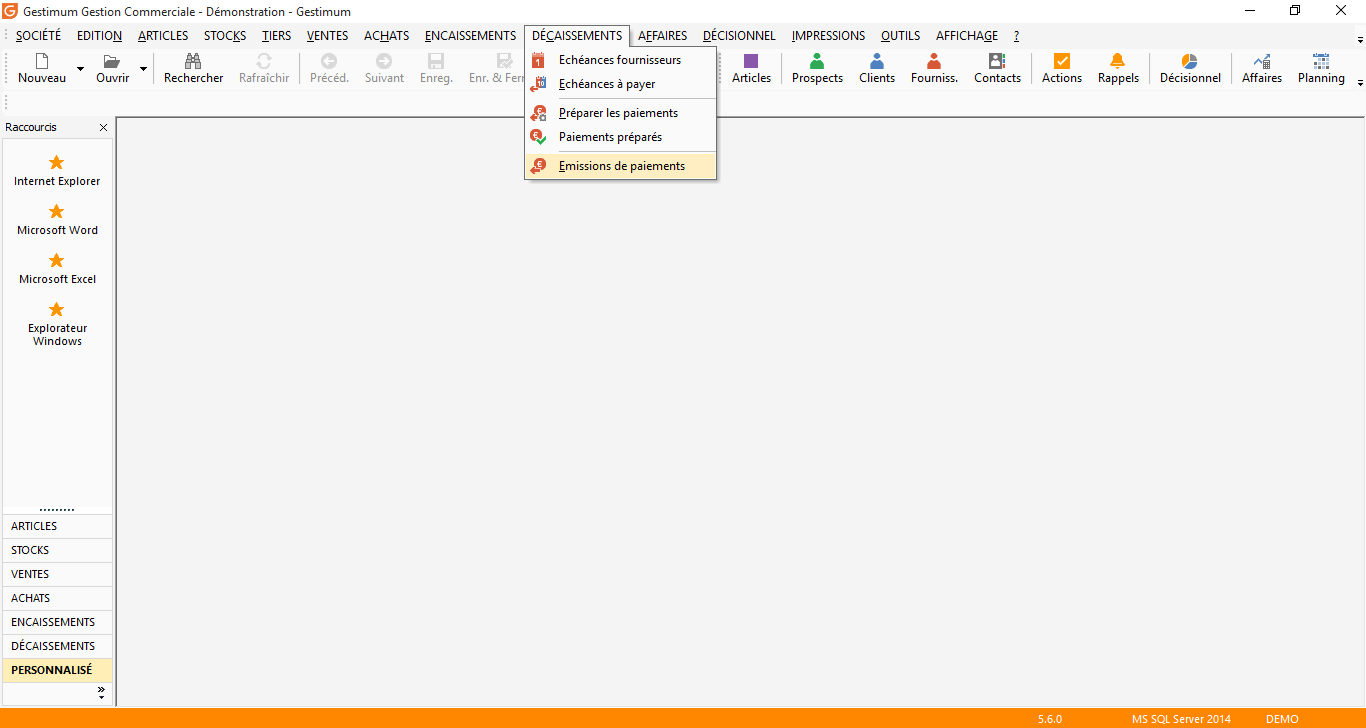 Gestimum Gestion Commerciale - Démonstration - Gestimum
SOCIÉTÉ EDITION ARTICLES STOCKS TIERS VENTES ACHATS ENCAISSEMENTS DÉCAISSEMENTS AFFAIRES DÉCISIONNEL IMPRESSIONS OUTILS AFFICHAGE ?
Nouveau Ouvrir Rechercher Rafraîchir Précéd. Suivant Enreg. Enr. & Fer Articles Prospects Clients Fourniss. Contacts Actions Rappels Décisionnel Affaires Planning
Echéances fournisseurs
Echéances à payer
Préparer les paiements
Paiements préparés
Emissions de paiements
Raccourcis
Internet Explorer
Microsoft Word
Microsoft Excel
Explorateur
Windows
ARTICLES
STOCKS
VENTES
ACHATS
ENCAISSEMENTS
DÉCAISSEMENTS
PERSONNALISÉ
5.6.0 MS SQL Server 2014 DEMO